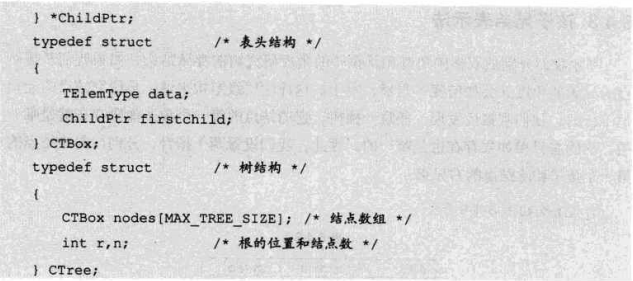 } *ChildPtr;
typedef struct /* 表头结构 */
{
TElemType data;
ChildPtr firstchild;
} CTBox;
typedef struct /* 树结构 */
{
CTBox nodes[MAX_TREE_SIZE]; /* 结点数组 */
int r,n; /* 根的位置和结点数 */
} CTree;